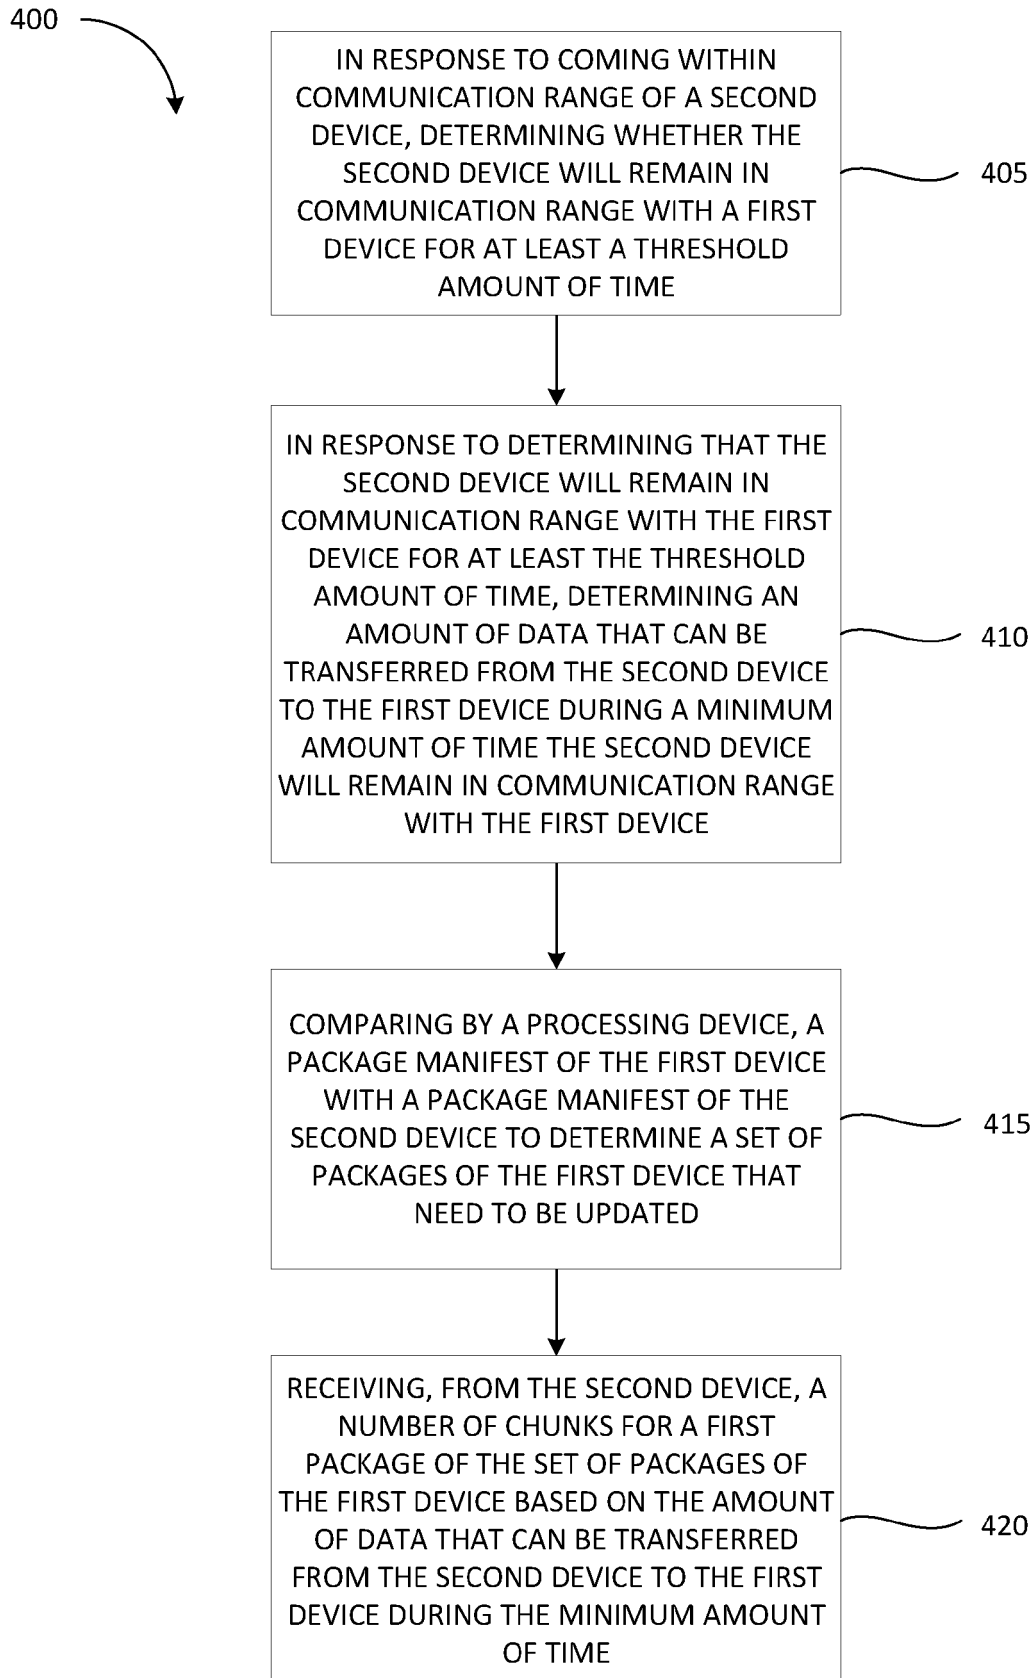 400
IN RESPONSE TO COMING WITHIN
COMMUNICATION RANGE OF A SECOND
DEVICE, DETERMINING WHETHER THE
SECOND DEVICE WILL REMAIN IN
COMMUNICATION RANGE WITH A FIRST
DEVICE FOR AT LEAST A THRESHOLD
AMOUNT OF TIME
405
IN RESPONSE TO DETERMINING THAT THE
SECOND DEVICE WILL REMAIN IN
COMMUNICATION RANGE WITH THE FIRST
DEVICE FOR AT LEAST THE THRESHOLD
AMOUNT OF TIME, DETERMINING AN
AMOUNT OF DATA THAT CAN BE
TRANSFERRED FROM THE SECOND DEVICE
TO THE FIRST DEVICE DURING A MINIMUM
AMOUNT OF TIME THE SECOND DEVICE
WILL REMAIN IN COMMUNICATION RANGE
WITH THE FIRST DEVICE
410
COMPARING BY A PROCESSING DEVICE, A
PACKAGE MANIFEST OF THE FIRST DEVICE
WITH A PACKAGE MANIFEST OF THE
SECOND DEVICE TO DETERMINE A SET OF
PACKAGES OF THE FIRST DEVICE THAT
NEED TO BE UPDATED
415
RECEIVING, FROM THE SECOND DEVICE, A
NUMBER OF CHUNKS FOR A FIRST
PACKAGE OF THE SET OF PACKAGES OF
THE FIRST DEVICE BASED ON THE AMOUNT
OF DATA THAT CAN BE TRANSFERRED
FROM THE SECOND DEVICE TO THE FIRST
DEVICE DURING THE MINIMUM AMOUNT
OF TIME
420